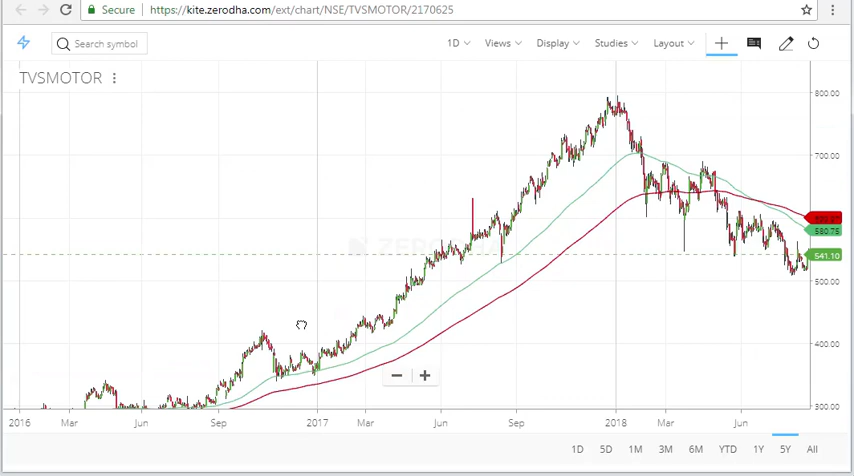 Secure https://kite.zerodha.com/ext/chart/NSE/TVSMOTOR/2170625
Search symbol 1D Views Display Studies Layout
TVSMOTOR
800.00
700.00
580.75
541.10
500.00
400.00
300.00
2016 Mar Jun Sep 2017 Mar Jun Sep 2018 Mar Jun
1D 5D 1M 3M 6M YTD 1Y 5Y All